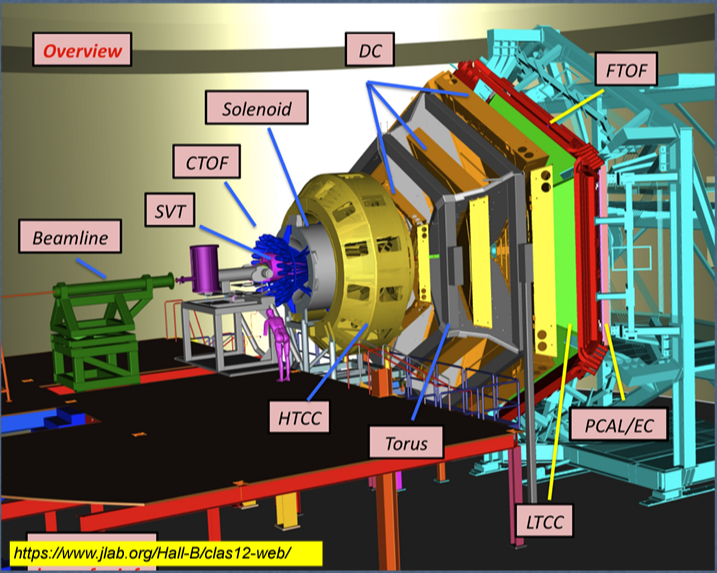 Overview
DC
FTOF
Solenoid
CTOF
SVT
Beamline
HTCC
Torus
PCAL/EC
LTCC
https://www.jlab.org/Hall-B/clas12-web/